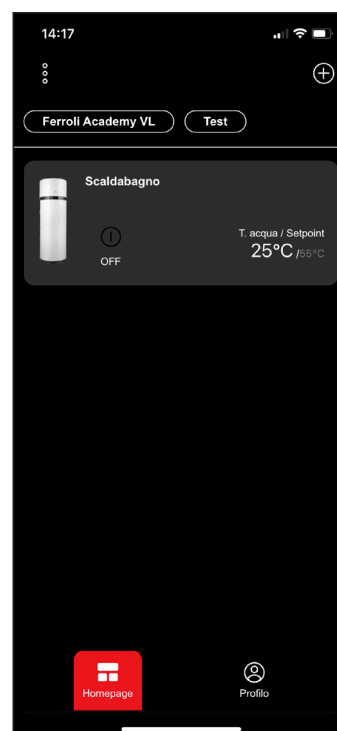 14:17
Ferroli Academy VL Test
Scaldabagno
T. acqua / Setpoint
25°C /55°C
OFF
Homepage Profilo